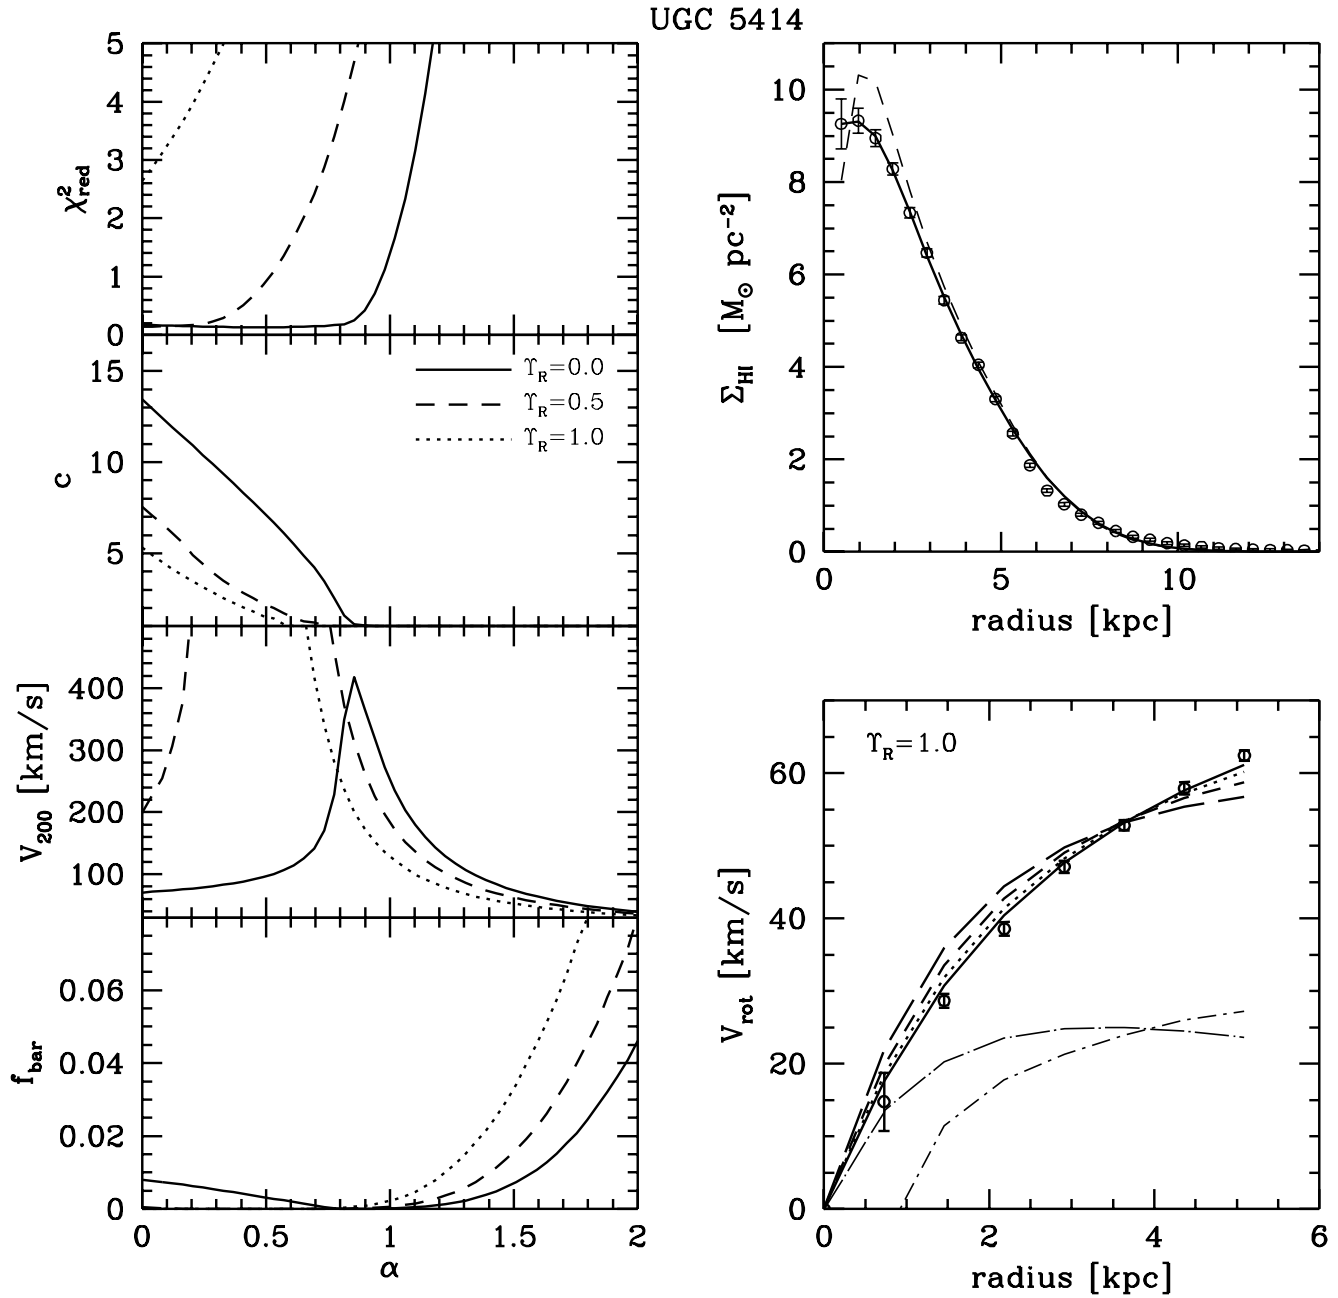 UGC 5414
5
4
3
2
1
0
χ²red
15
10
5
c
ϒR=0.0
ϒR=0.5
ϒR=1.0
400
300
200
100
V200 [km/s]
0.06
0.04
0.02
0
fbar
0 0.5 1 1.5 2
α
10
8
6
4
2
0
ΣHI [M⊙ pc−2]
0 5 10
radius [kpc]
ϒR=1.0
60
40
20
0
Vrot [km/s]
0 2 4 6
radius [kpc]